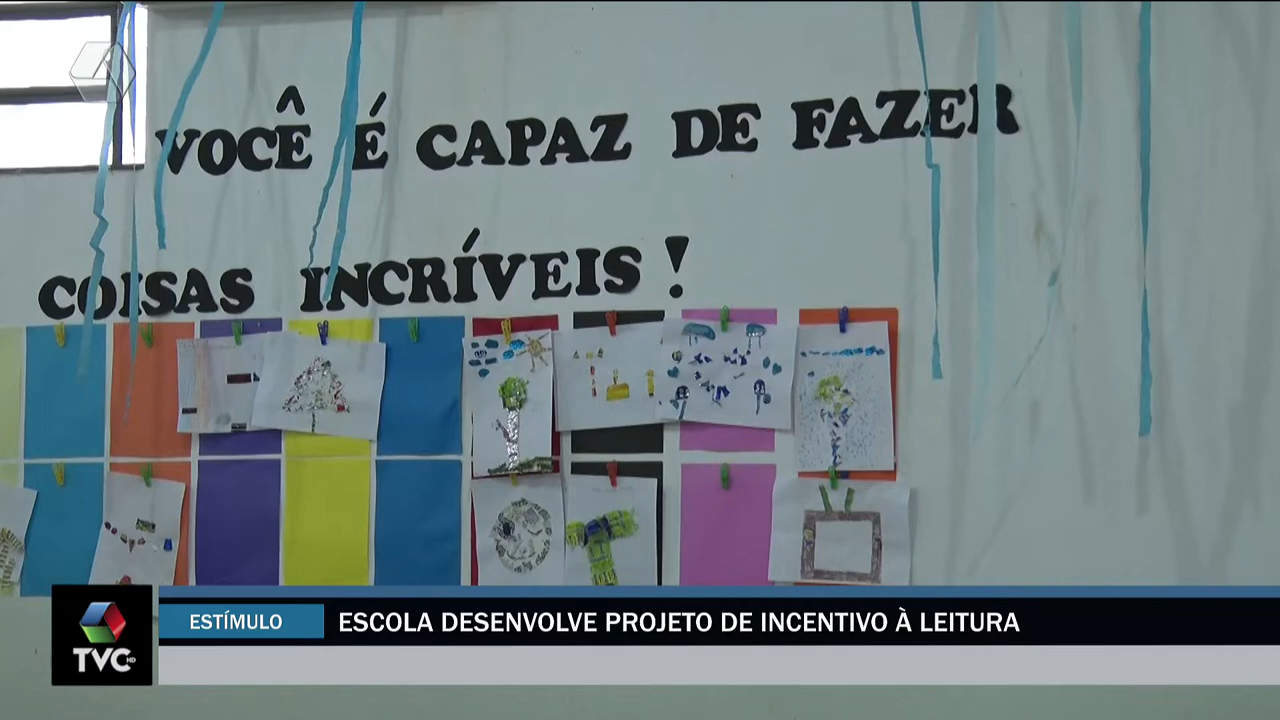 VOCÊ É CAPAZ DE FAZER
COISAS INCRÍVEIS !
ESTÍMULO
ESCOLA DESENVOLVE PROJETO DE INCENTIVO À LEITURA
TVC HD